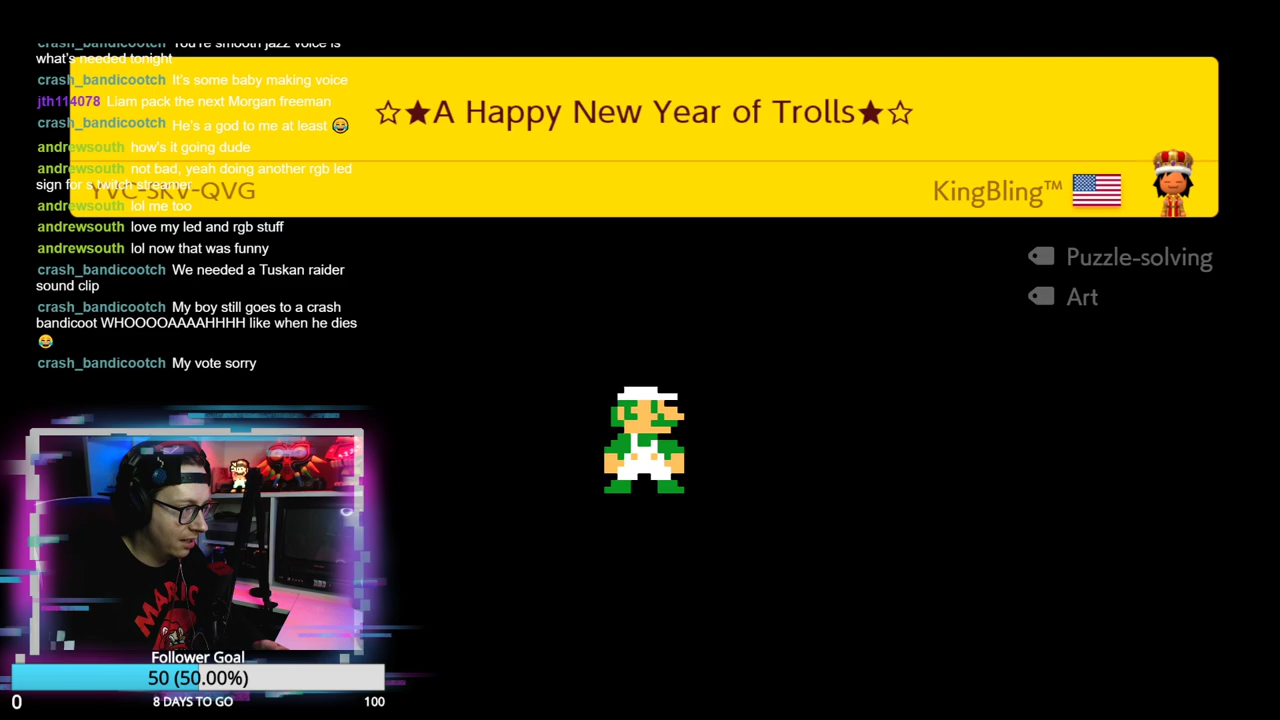 crash_bandicootch You're smooth jazz voice is
what's needed tonight
crash_bandicootch It's some baby making voice
jth114078 Liam pack the next Morgan freeman
crash_bandicootch He's a god to me at least
andrewsouth how's it going dude
andrewsouth not bad, yeah doing another rgb led
sign for s twitch streamer
andrewsouth lol me too
andrewsouth love my led and rgb stuff
andrewsouth lol now that was funny
crash_bandicootch We needed a Tuskan raider
sound clip
crash_bandicootch My boy still goes to a crash
bandicoot WHOOOOAAAAHHHH like when he dies
crash_bandicootch My vote sorry
☆★A Happy New Year of Trolls★☆
YVC-SRV-QVG
KingBling™
Puzzle-solving
Art
MARIO
Follower Goal
50 (50.00%)
0
8 DAYS TO GO
100